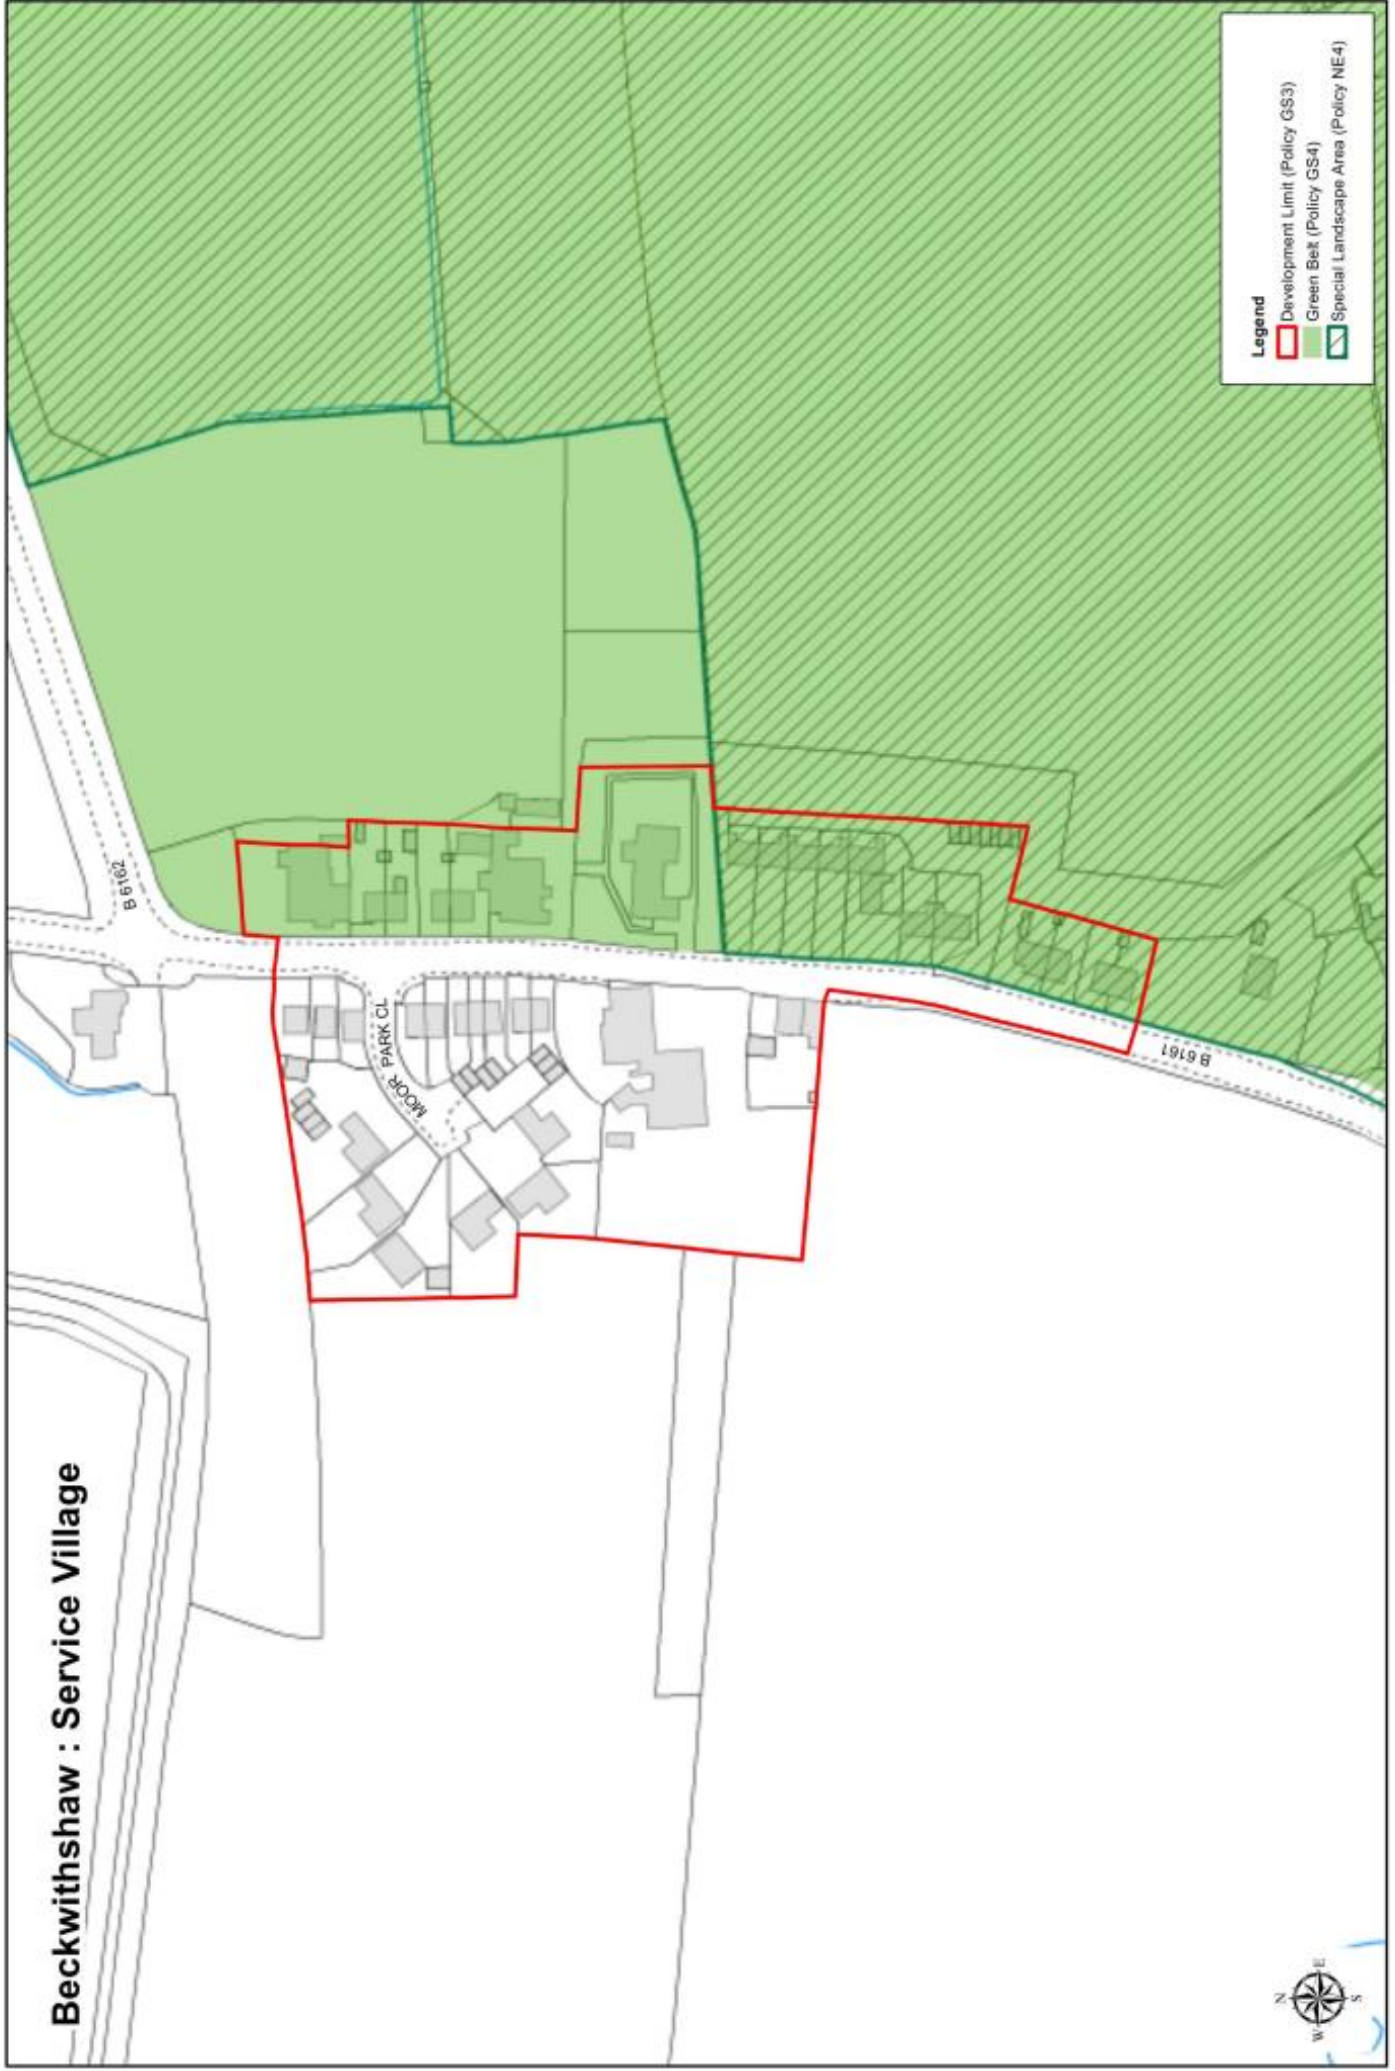 Beckwithshaw : Service Village
B 6162
MOOR PARK CL
B 6161
Legend
Development Limit (Policy GS3)
Green Belt (Policy GS4)
Special Landscape Area (Policy NE4)
N
W E
S